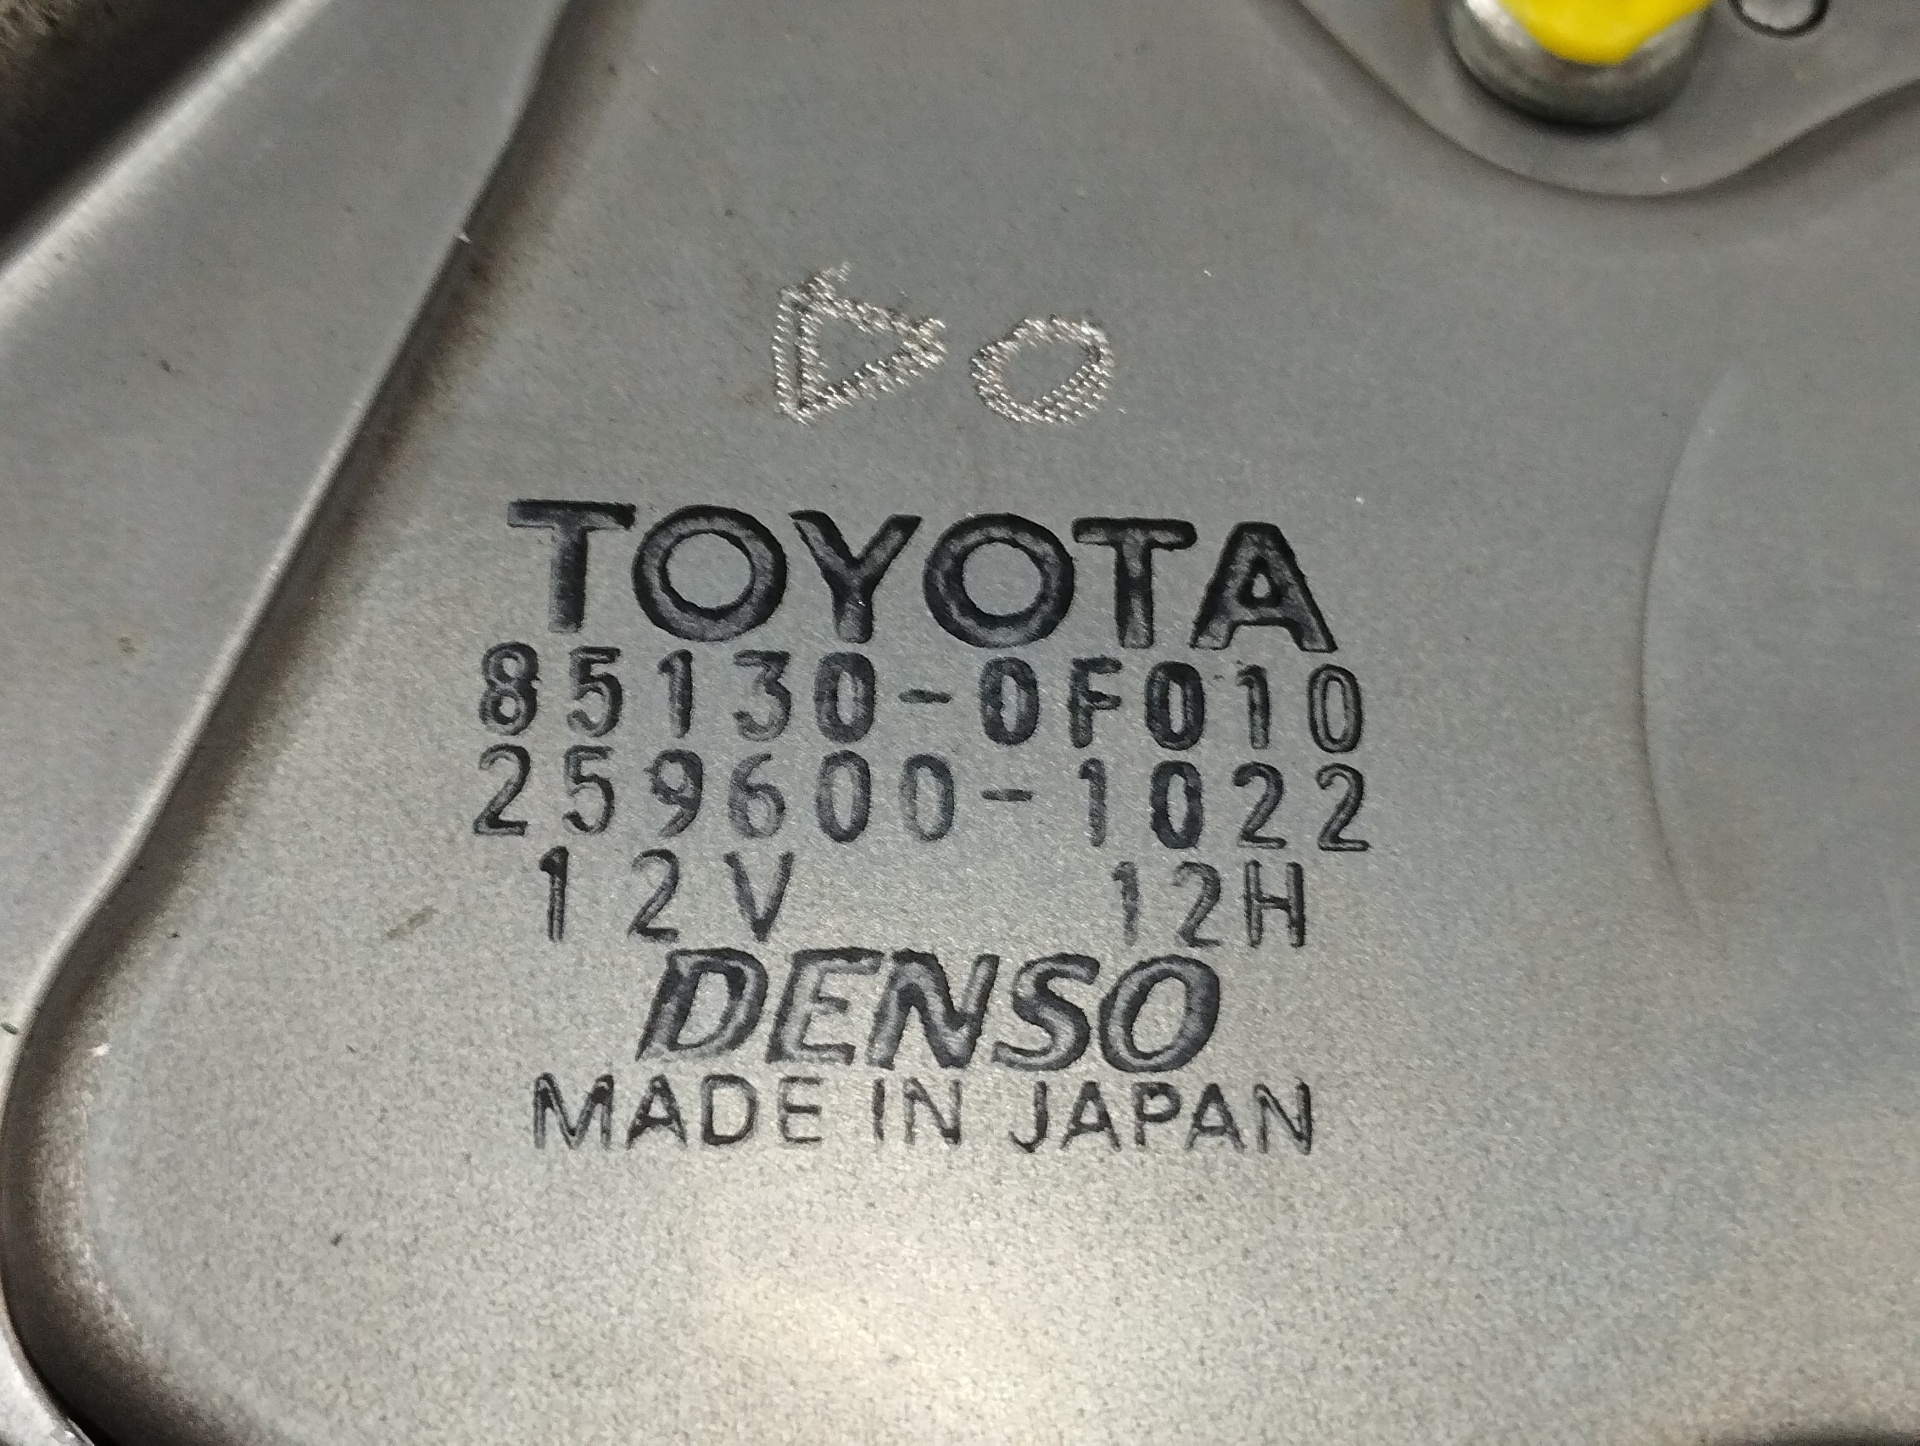 TOYOTA
85130-0F010
259600-1022
12V 12H
DENSO
MADE IN JAPAN